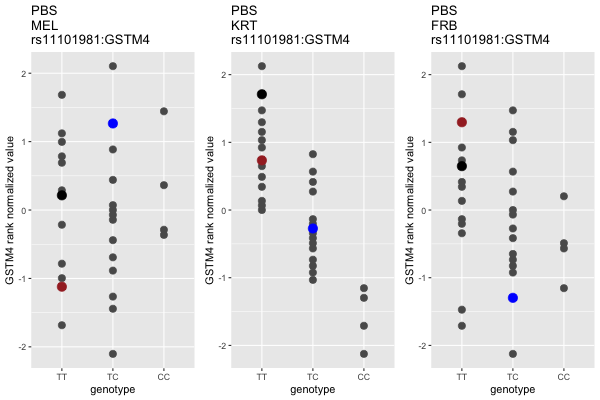 PBS
MEL
rs11101981:GSTM4
GSTM4 rank normalized value
2
1
0
-1
-2
TT
TC
CC
genotype
PBS
KRT
rs11101981:GSTM4
GSTM4 rank normalized value
2
1
0
-1
-2
TT
TC
CC
genotype
PBS
FRB
rs11101981:GSTM4
GSTM4 rank normalized value
2
1
0
-1
-2
TT
TC
CC
genotype